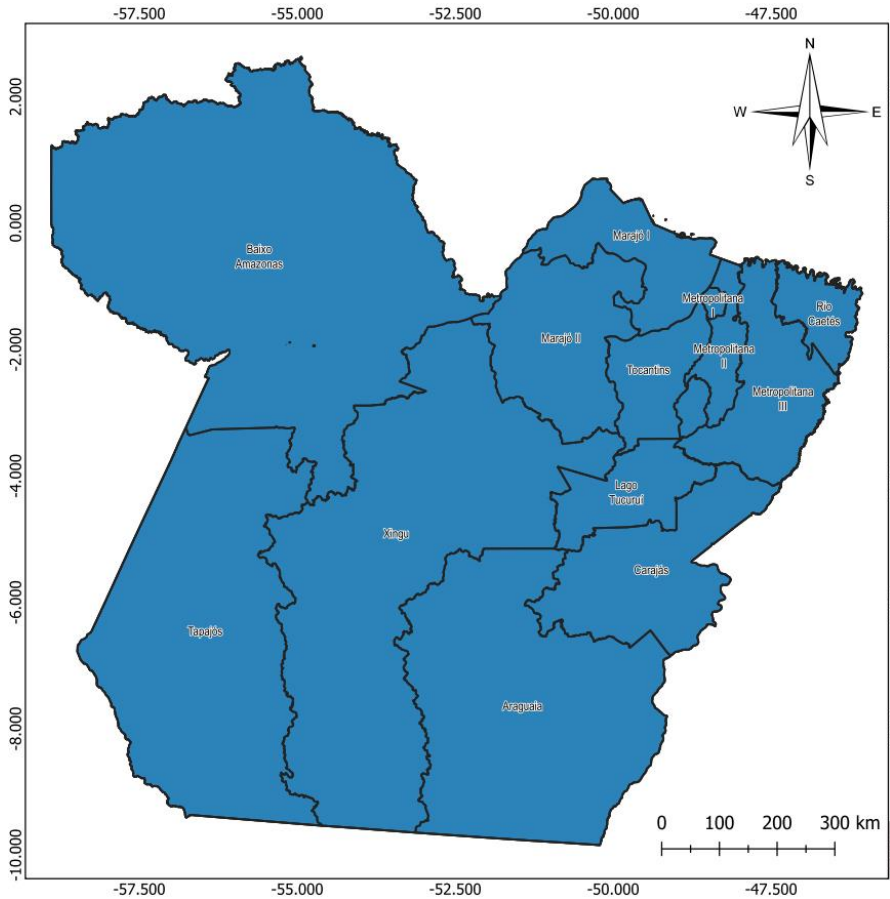 -57.500 -55.000 -52.500 -50.000 -47.500
2.000
0.000
-2.000
-4.000
-6.000
-8.000
-10.000
N
W E
S
Baixo
Amazonas
Marajó I
Metropolitana
I
Rio
Caetés
Marajó II
Metropolitana
II
Tocantins
Metropolitana
III
Lago
Tucuruí
Xingu
Carajás
Tapajós
Araguaia
0 100 200 300 km
-57.500 -55.000 -52.500 -50.000 -47.500